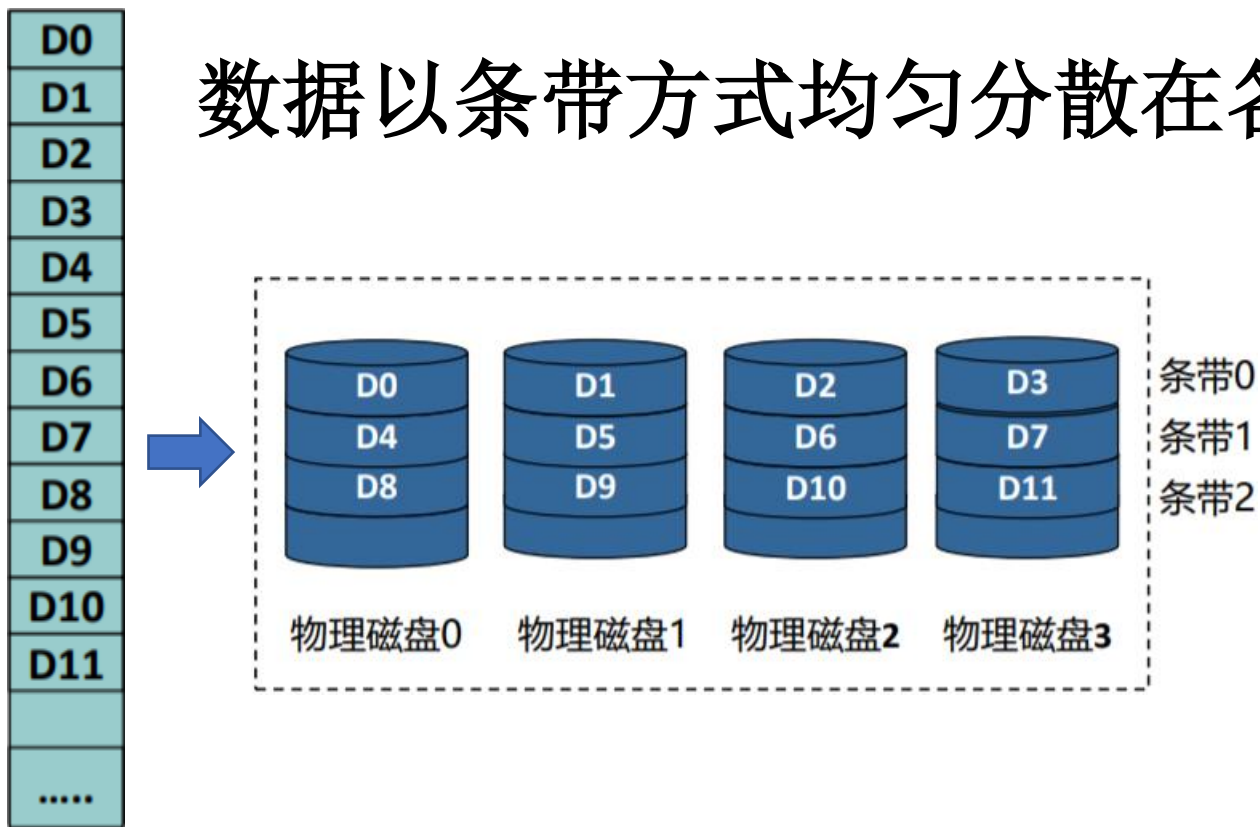 D0
D1
D2
D3
D4
D5
D6
D7
D8
D9
D10
D11
.....
数据以条带方式均匀分散在
D0 D1 D2 D3 条带0
D4 D5 D6 D7 条带1
D8 D9 D10 D11 条带2
物理磁盘0 物理磁盘1 物理磁盘2 物理磁盘3